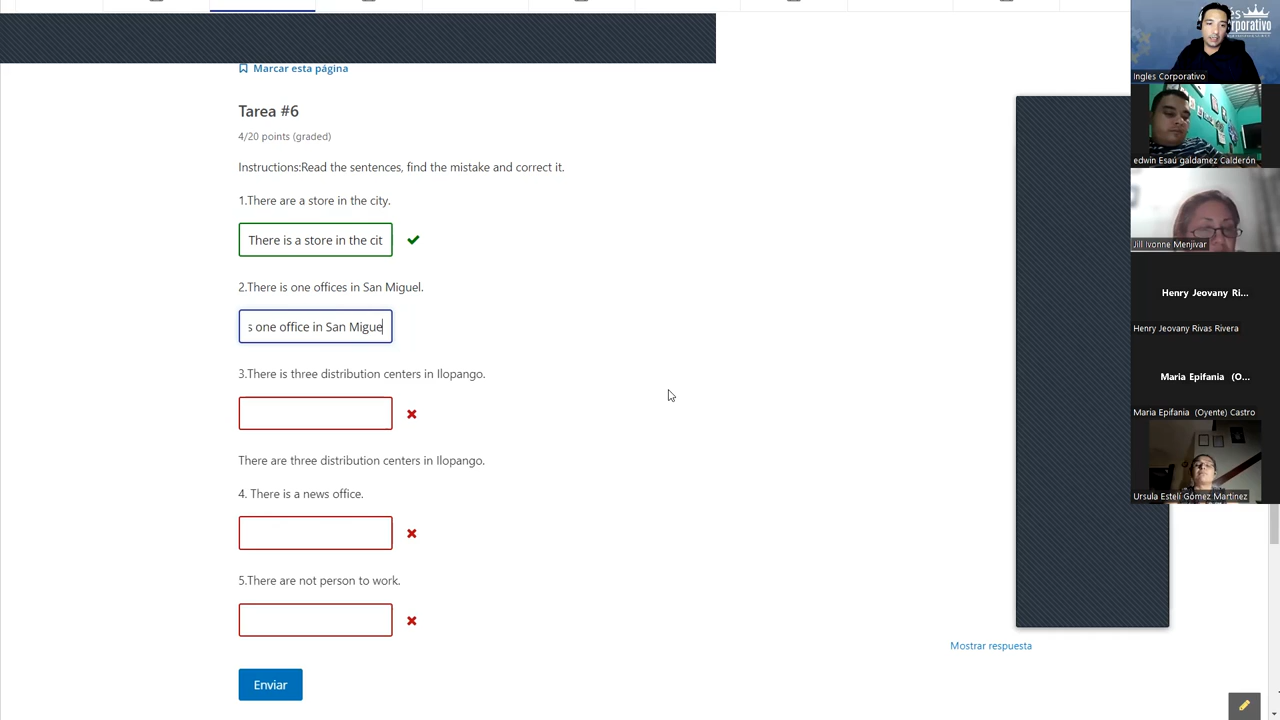 Marcar esta página
Tarea #6
4/20 points (graded)
Instructions:Read the sentences, find the mistake and correct it.
1.There are a store in the city.
There is a store in the cit
2.There is one offices in San Miguel.
s one office in San Migue
3.There is three distribution centers in Ilopango.
There are three distribution centers in Ilopango.
4. There is a news office.
5.There are not person to work.
Mostrar respuesta
Enviar
Ingles Corporativo
edwin Esaú galdamez Calderón
Jill Ivonne Menjivar
Henry Jeovany Ri...
Henry Jeovany Rivas Rivera
Maria Epifania (O...
Maria Epifania (Oyente) Castro
Ursula Estelí Gómez Martínez